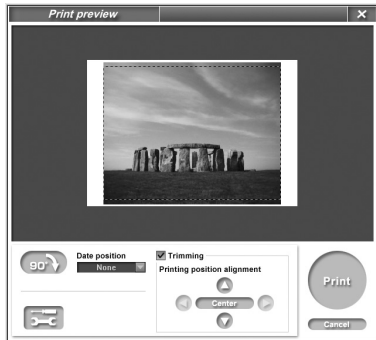 Print preview
90°
Date position
None
Trimming
Printing position alignment
Center
Print
Cancel